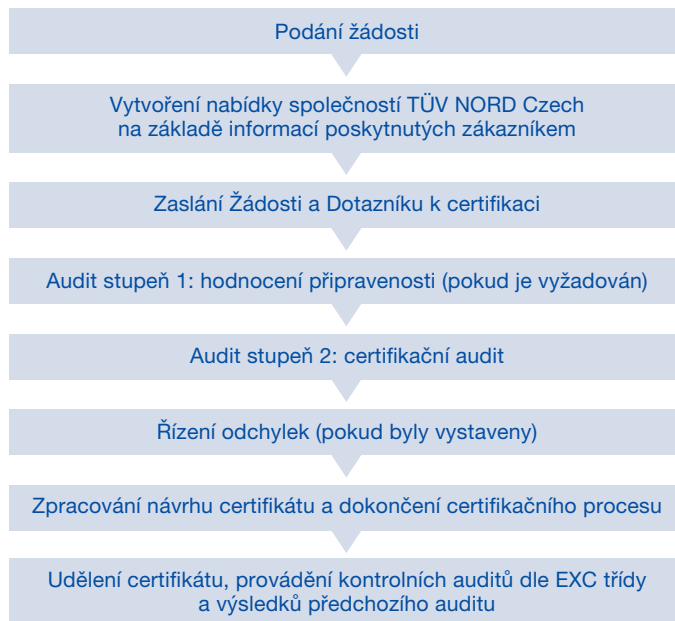 Podání žádosti
Vytvoření nabídky společností TÜV NORD Czech
na základě informací poskytnutých zákazníkem
Zaslání Žádosti a Dotazníku k certifikaci
Audit stupeň 1: hodnocení připravenosti (pokud je vyžadován)
Audit stupeň 2: certifikační audit
Řízení odchylek (pokud byly vystaveny)
Zpracování návrhu certifikátu a dokončení certifikačního procesu
Udělení certifikátu, provádění kontrolních auditů dle EXC třídy
a výsledků předchozího auditu